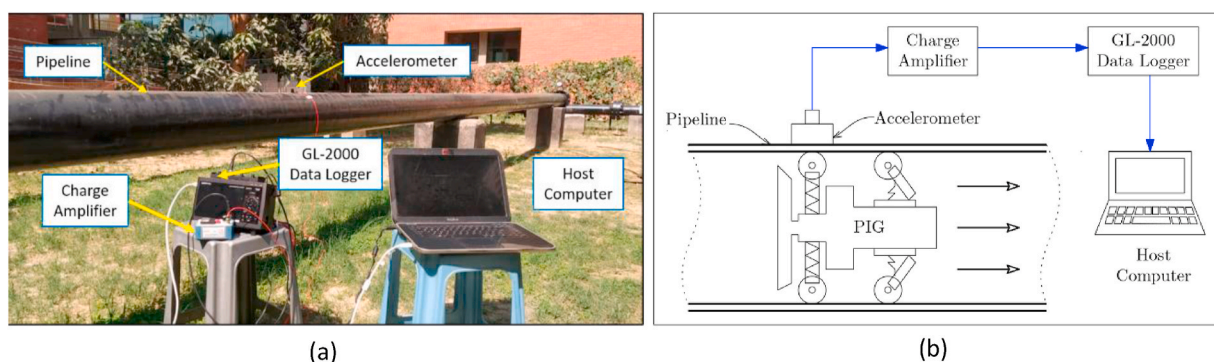 Pipeline
Accelerometer
GL-2000
Data Logger
Charge
Amplifier
Host
Computer
(a)
Charge
Amplifier
GL-2000
Data Logger
Pipeline
Accelerometer
PIG
Host
Computer
(b)